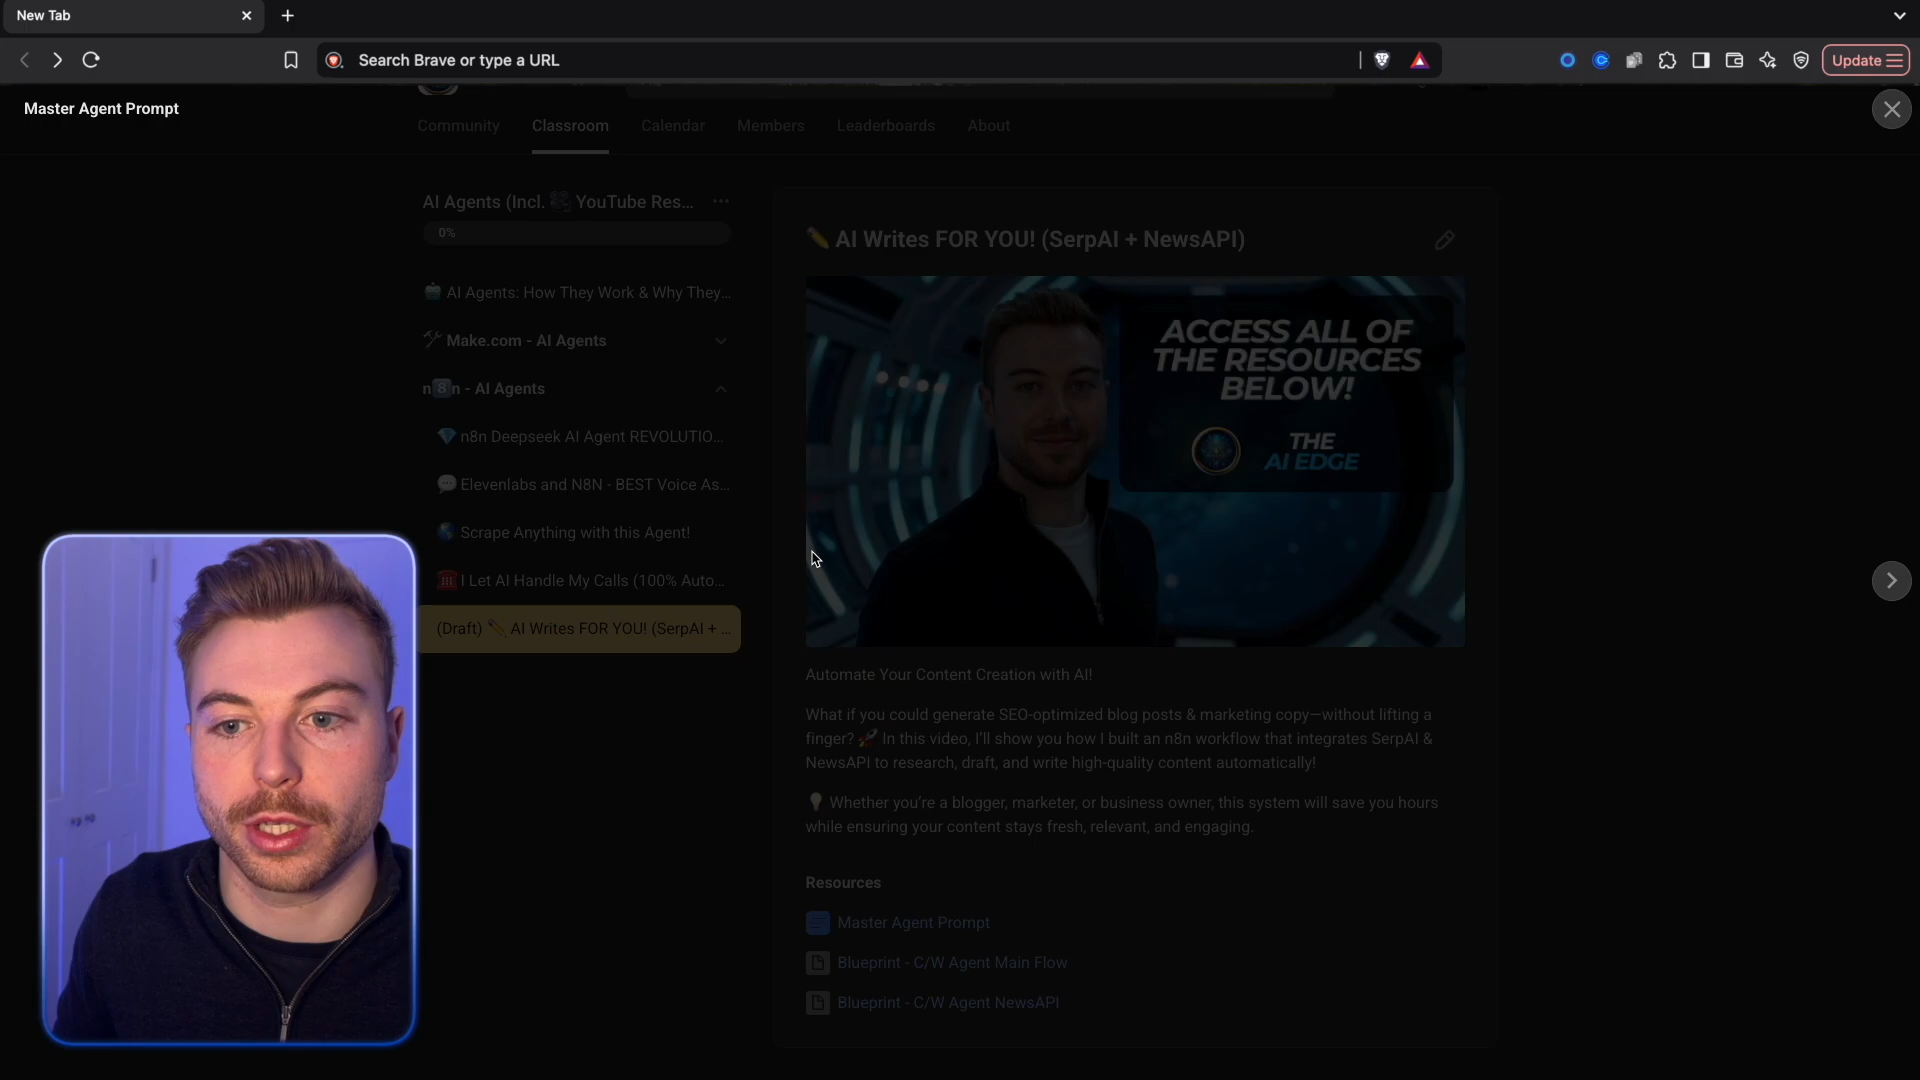 New Tab
Search Brave or type a URL
Update
Master Agent Prompt
Community
Classroom
Calendar
Members
Leaderboards
About
AI Agents (Incl. 🎥 YouTube Res...
0%
🤖 AI Agents: How They Work & Why They...
🛠 Make.com - AI Agents
n8️⃣n - AI Agents
💎 n8n Deepseek AI Agent REVOLUTIO...
💬 Elevenlabs and N8N - BEST Voice As...
🌎 Scrape Anything with this Agent!
☎️ I Let AI Handle My Calls (100% Auto...
(Draft) ✏️ AI Writes FOR YOU! (SerpAI + ...
✏️ AI Writes FOR YOU! (SerpAI + NewsAPI)
ACCESS ALL OF
THE RESOURCES
BELOW!
THE
AI EDGE
Automate Your Content Creation with AI!
What if you could generate SEO-optimized blog posts & marketing copy—without lifting a
finger? 🚀 In this video, I'll show you how I built an n8n workflow that integrates SerpAI &
NewsAPI to research, draft, and write high-quality content automatically!
💡 Whether you're a blogger, marketer, or business owner, this system will save you hours
while ensuring your content stays fresh, relevant, and engaging.
Resources
Master Agent Prompt
Blueprint - C/W Agent Main Flow
Blueprint - C/W Agent NewsAPI